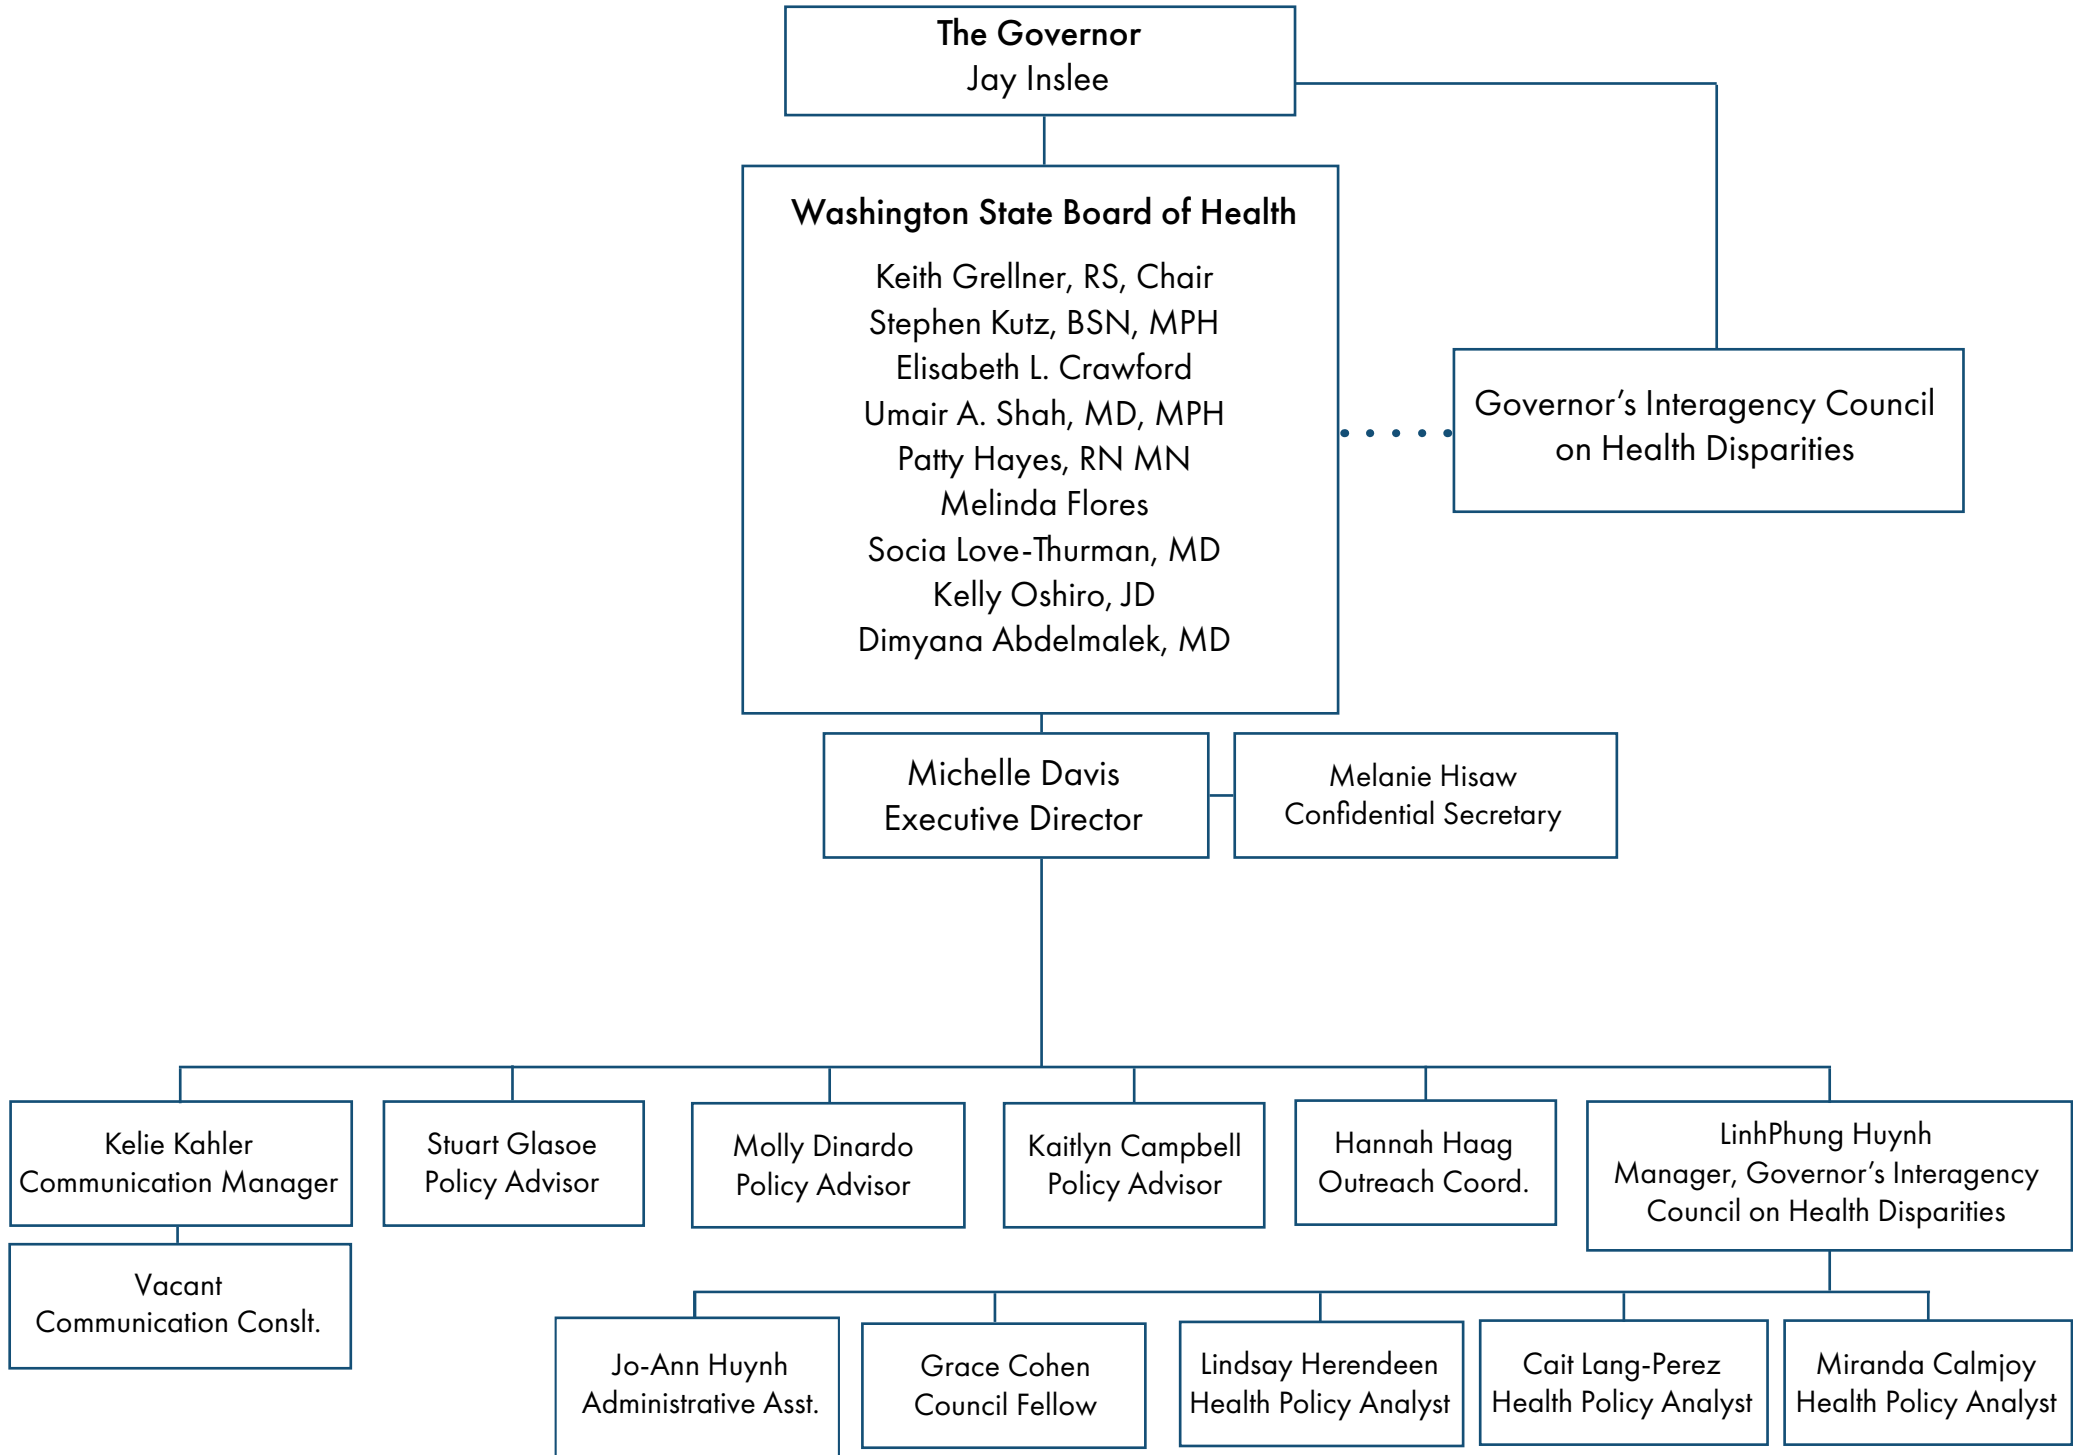 The Governor
Jay Inslee
Washington State Board of Health
Keith Grellner, RS, Chair
Stephen Kutz, BSN, MPH
Elisabeth L. Crawford
Umair A. Shah, MD, MPH
Patty Hayes, RN MN
Melinda Flores
Socia Love-Thurman, MD
Kelly Oshiro, JD
Dimyana Abdelmalek, MD
Governor’s Interagency Council
on Health Disparities
Michelle Davis
Executive Director
Melanie Hisaw
Confidential Secretary
Kelie Kahler
Communication Manager
Stuart Glasoe
Policy Advisor
Molly Dinardo
Policy Advisor
Kaitlyn Campbell
Policy Advisor
Hannah Haag
Outreach Coord.
LinhPhung Huynh
Manager, Governor’s Interagency
Council on Health Disparities
Vacant
Communication Conslt.
Jo-Ann Huynh
Administrative Asst.
Grace Cohen
Council Fellow
Lindsay Herendeen
Health Policy Analyst
Cait Lang-Perez
Health Policy Analyst
Miranda Calmjoy
Health Policy Analyst